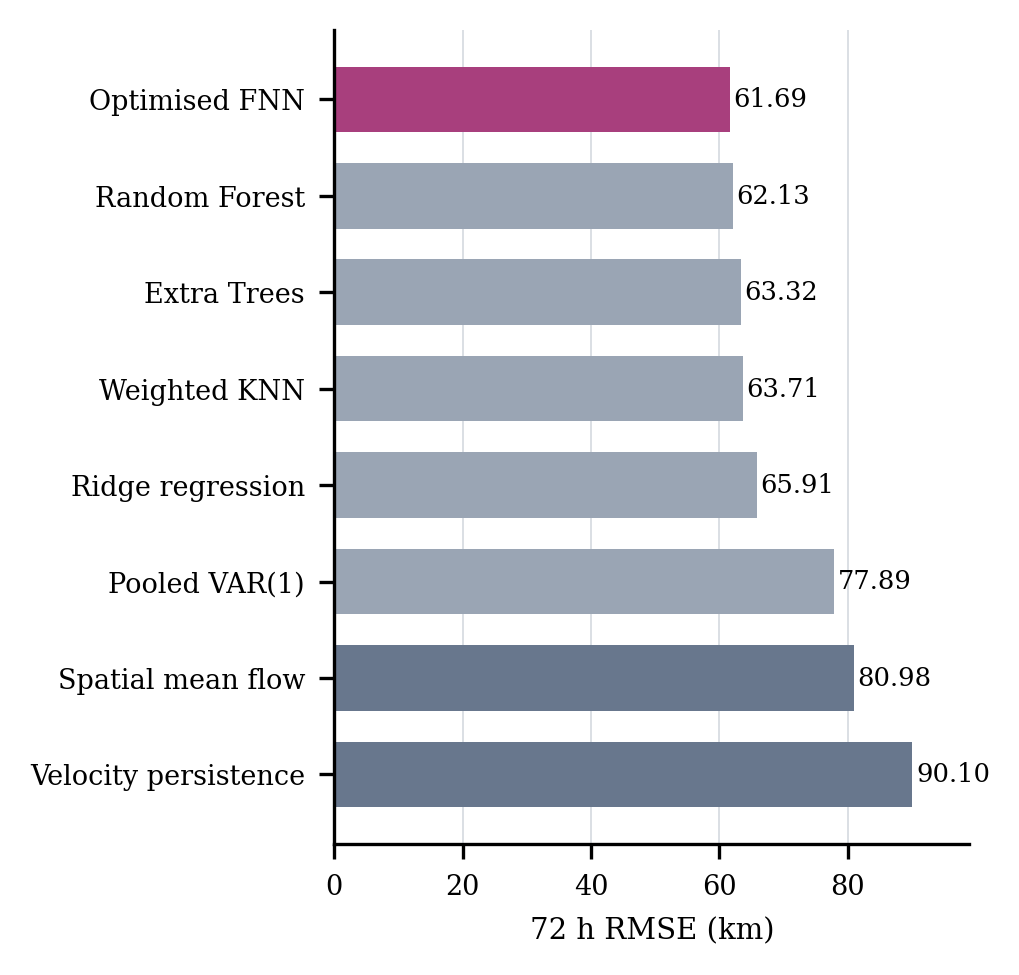 Optimised FNN 61.69
Random Forest 62.13
Extra Trees 63.32
Weighted KNN 63.71
Ridge regression 65.91
Pooled VAR(1) 77.89
Spatial mean flow 80.98
Velocity persistence 90.10
0 20 40 60 80
72 h RMSE (km)